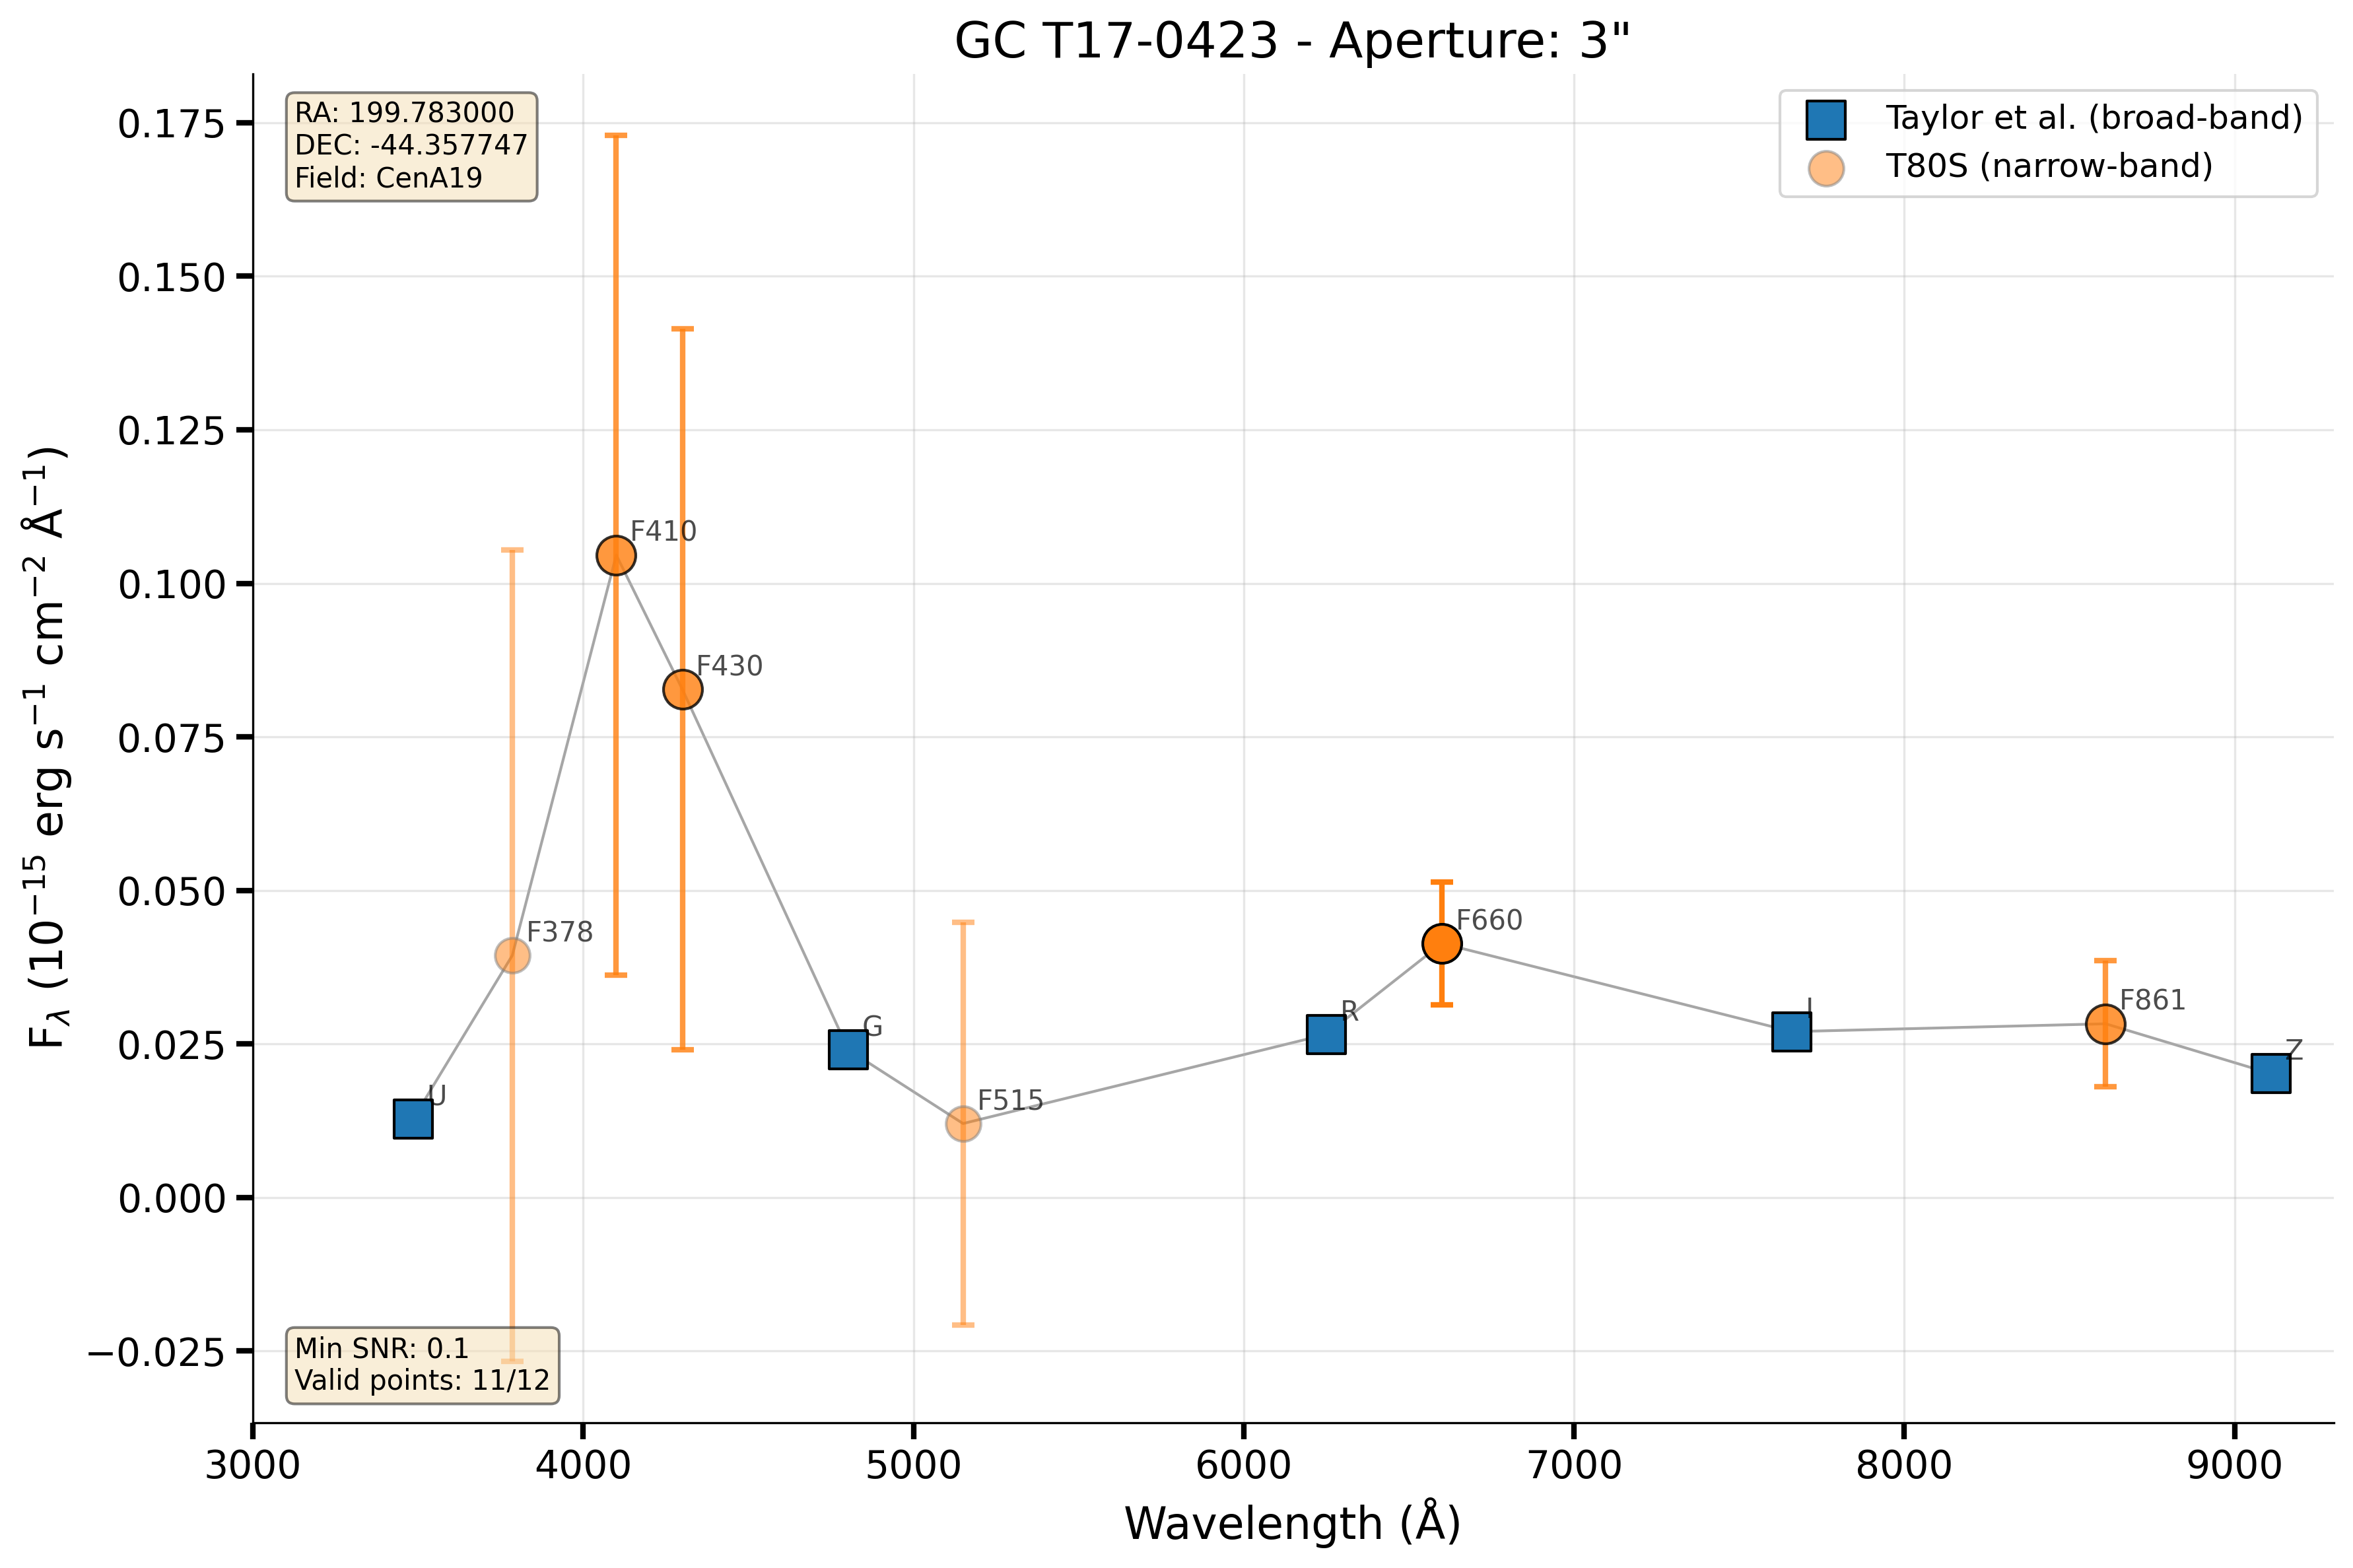 GC T17-0423 - Aperture: 3"
RA: 199.783000
DEC: -44.357747
Field: CenA19
Taylor et al. (broad-band)
T80S (narrow-band)
0.175
0.150
0.125
0.100
0.075
0.050
0.025
0.000
−0.025
F410
F430
F378
F660
R
G
I
F861
Z
U
F515
Min SNR: 0.1
Valid points: 11/12
3000
4000
5000
6000
7000
8000
9000
Wavelength (Å)
Fλ (10⁻¹⁵ erg s⁻¹ cm⁻² Å⁻¹)